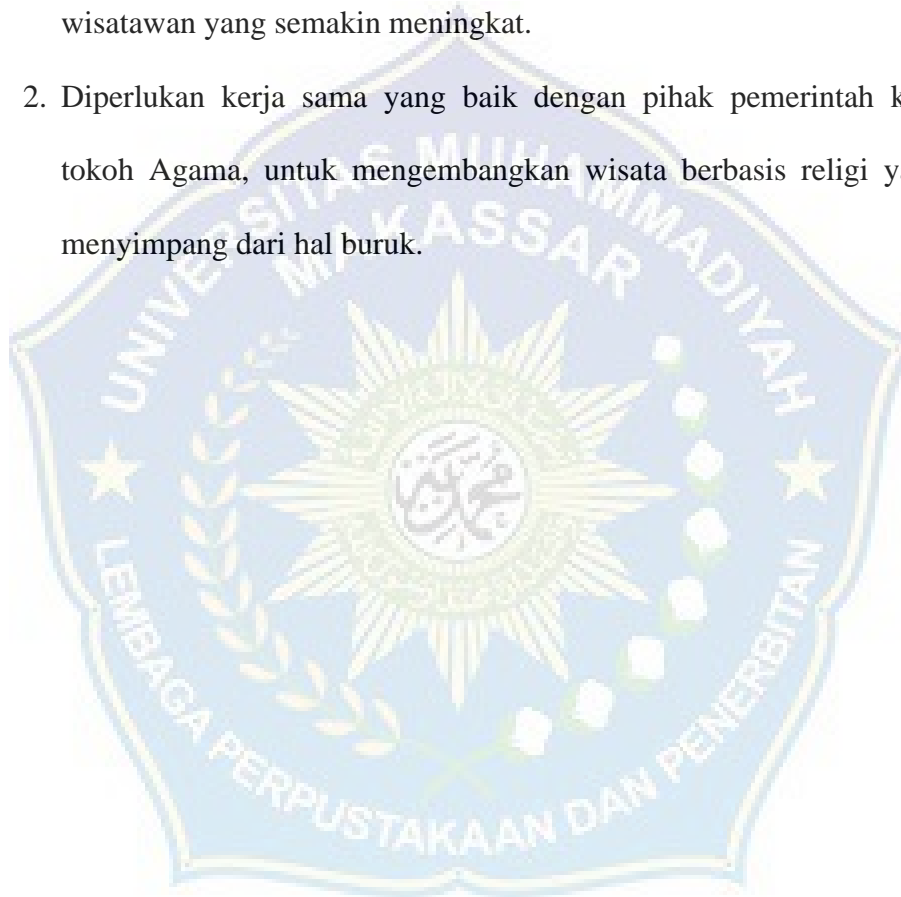 wisatawan yang semakin meningkat.
2. Diperlukan kerja sama yang baik dengan pihak pemerintah
tokoh Agama, untuk mengembangkan wisata berbasis religi
menyimpang dari hal buruk.
UNIVERSITAS MUHAMMADIYAH
MAKASSAR
LEMBAGA PERPUSTAKAAN DAN PENERBITAN